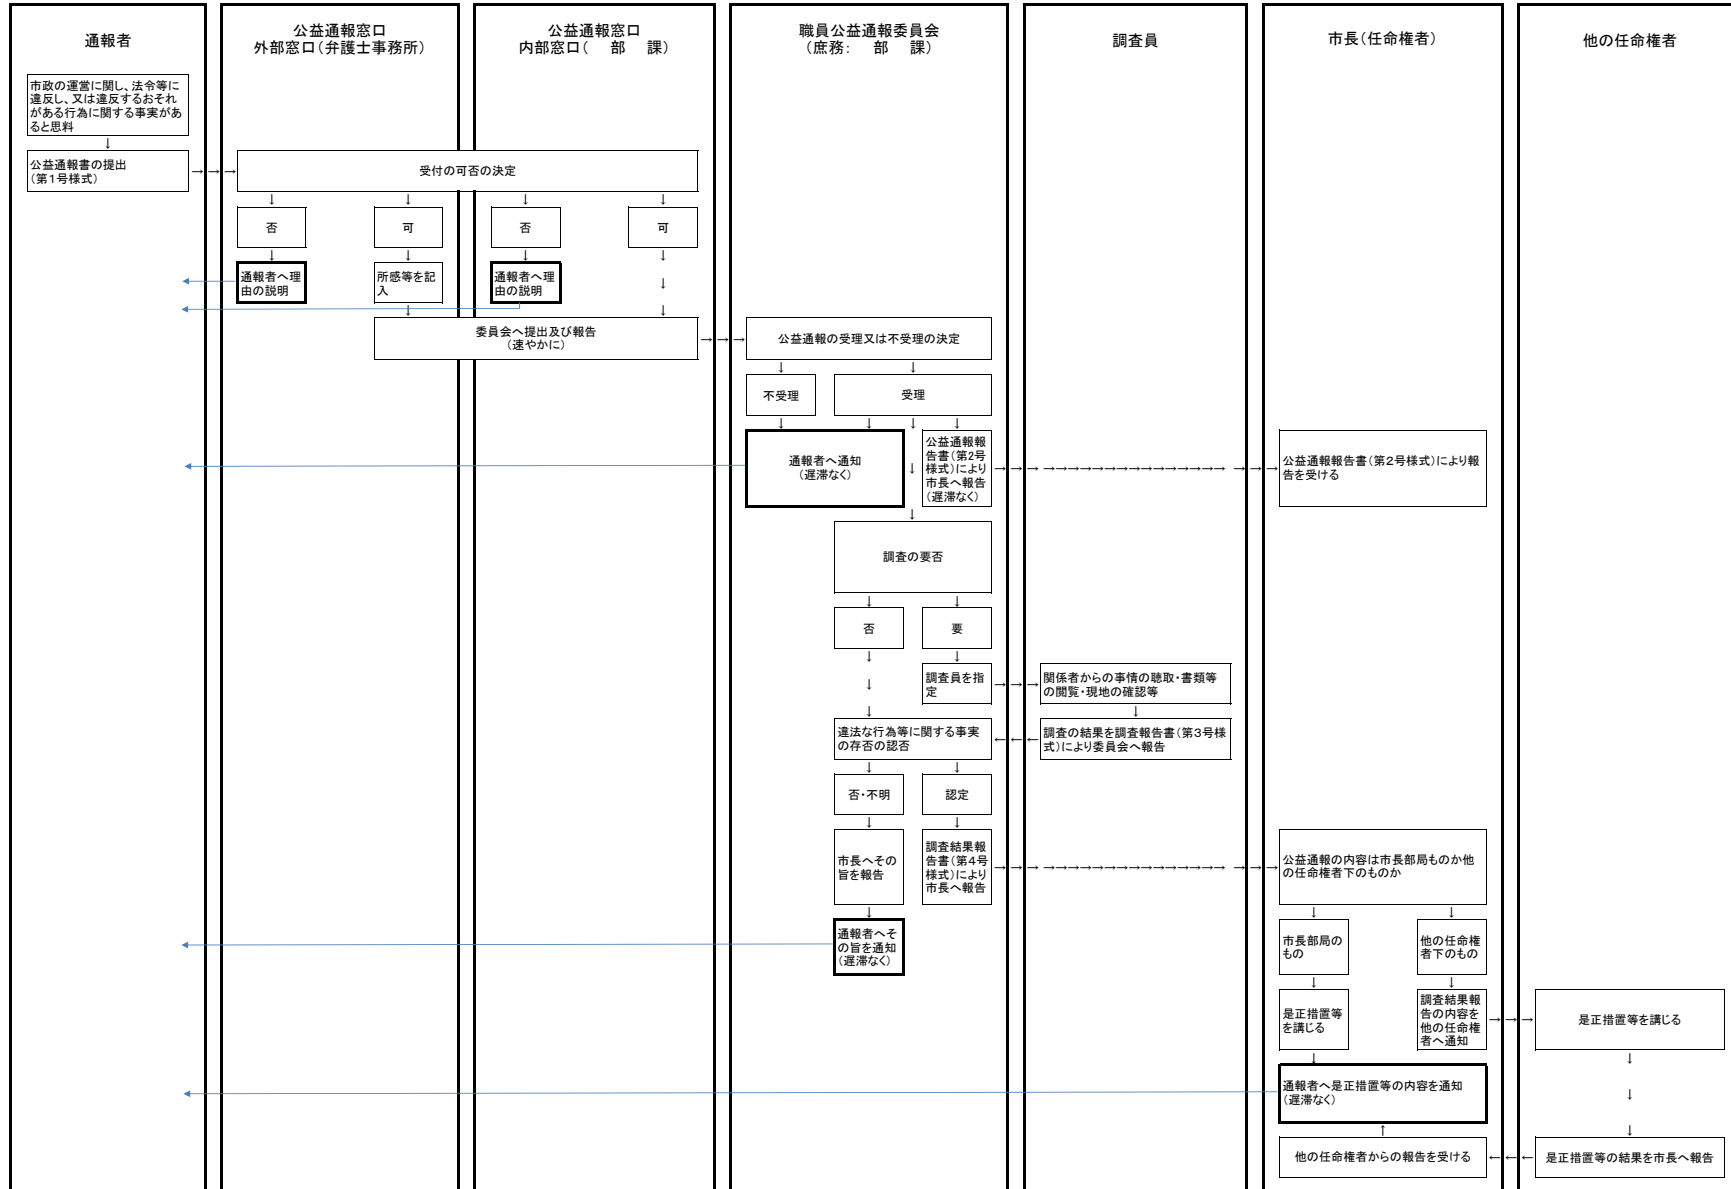 通報者
公益通報窓口
外部窓口(弁護士事務所)
公益通報窓口
内部窓口(　部　課)
職員公益通報委員会
(庶務:　部　課)
調査員
市長(任命権者)
他の任命権者
市政の運営に関し、法令等に
違反し、又は違反するおそれ
がある行為に関する事実があ
ると思料
↓
公益通報書の提出
(第1号様式)
→→→
受付の可否の決定
↓ ↓ ↓ ↓
否
可
否
可
↓ ↓ ↓ ↓
通報者へ理
由の説明
所感等を記
入
通報者へ理
由の説明
↓
↓ ↓
委員会へ提出及び報告
(速やかに)
→→→
公益通報の受理又は不受理の決定
↓ ↓
不受理
受理
↓ ↓ ↓ ↓
通報者へ通知
(遅滞なく)
↓
公益通報報
告書(第2号
様式)により
市長へ報告
(遅滞なく)
→→→ →→→→→→→→→→→→→→→ →→→
公益通報報告書(第2号様式)により報
告を受ける
↓
調査の要否
↓ ↓
否
要
↓ ↓
↓
調査員を指
定
→→→
関係者からの事情の聴取・書類等
の閲覧・現地の確認等
↓ ↓
違法な行為等に関する事実
の存否の認否
←←←
調査の結果を調査報告書(第3号様
式)により委員会へ報告
↓ ↓
否・不明
認定
↓ ↓
市長へその
旨を報告
調査結果報
告書(第4号
様式)により
市長へ報告
→→→ →→→→→→→→→→→→→→→ →→→
公益通報の内容は市長部局ものか他
の任命権者下のものか
↓ ↓ ↓
通報者へそ
の旨を通知
(遅滞なく)
市長部局の
もの
他の任命権
者下のもの
↓ ↓
是正措置等
を講じる
調査結果報
告の内容を
他の任命権
者へ通知
→→→
是正措置等を講じる
↓ ↓
通報者へ是正措置等の内容を通知
(遅滞なく)
↓
↑ ↓
他の任命権者からの報告を受ける
←←←
是正措置等の結果を市長へ報告